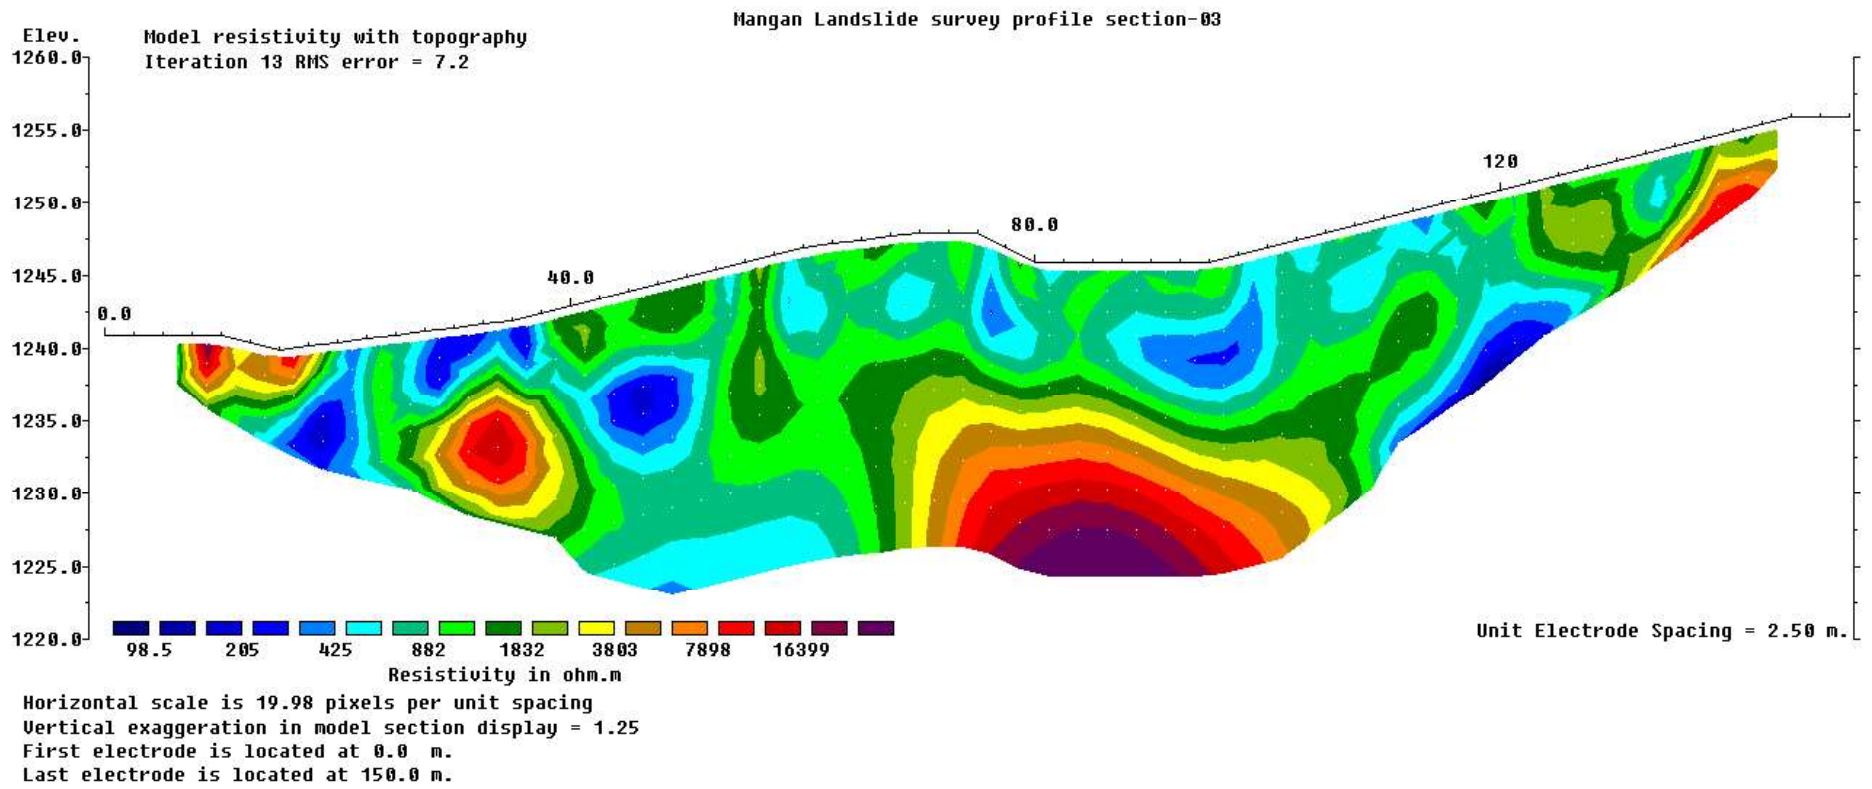 Mangan Landslide survey profile section-03
Elev.
Model resistivity with topography
Iteration 13 RMS error = 7.2
1260.0
1255.0
1250.0
1245.0
1240.0
1235.0
1230.0
1225.0
1220.0
0.0
40.0
80.0
120
98.5 205 425 882 1832 3803 7898 16399
Resistivity in ohm.m
Unit Electrode Spacing = 2.50 m.
Horizontal scale is 19.98 pixels per unit spacing
Vertical exaggeration in model section display = 1.25
First electrode is located at 0.0 m.
Last electrode is located at 150.0 m.